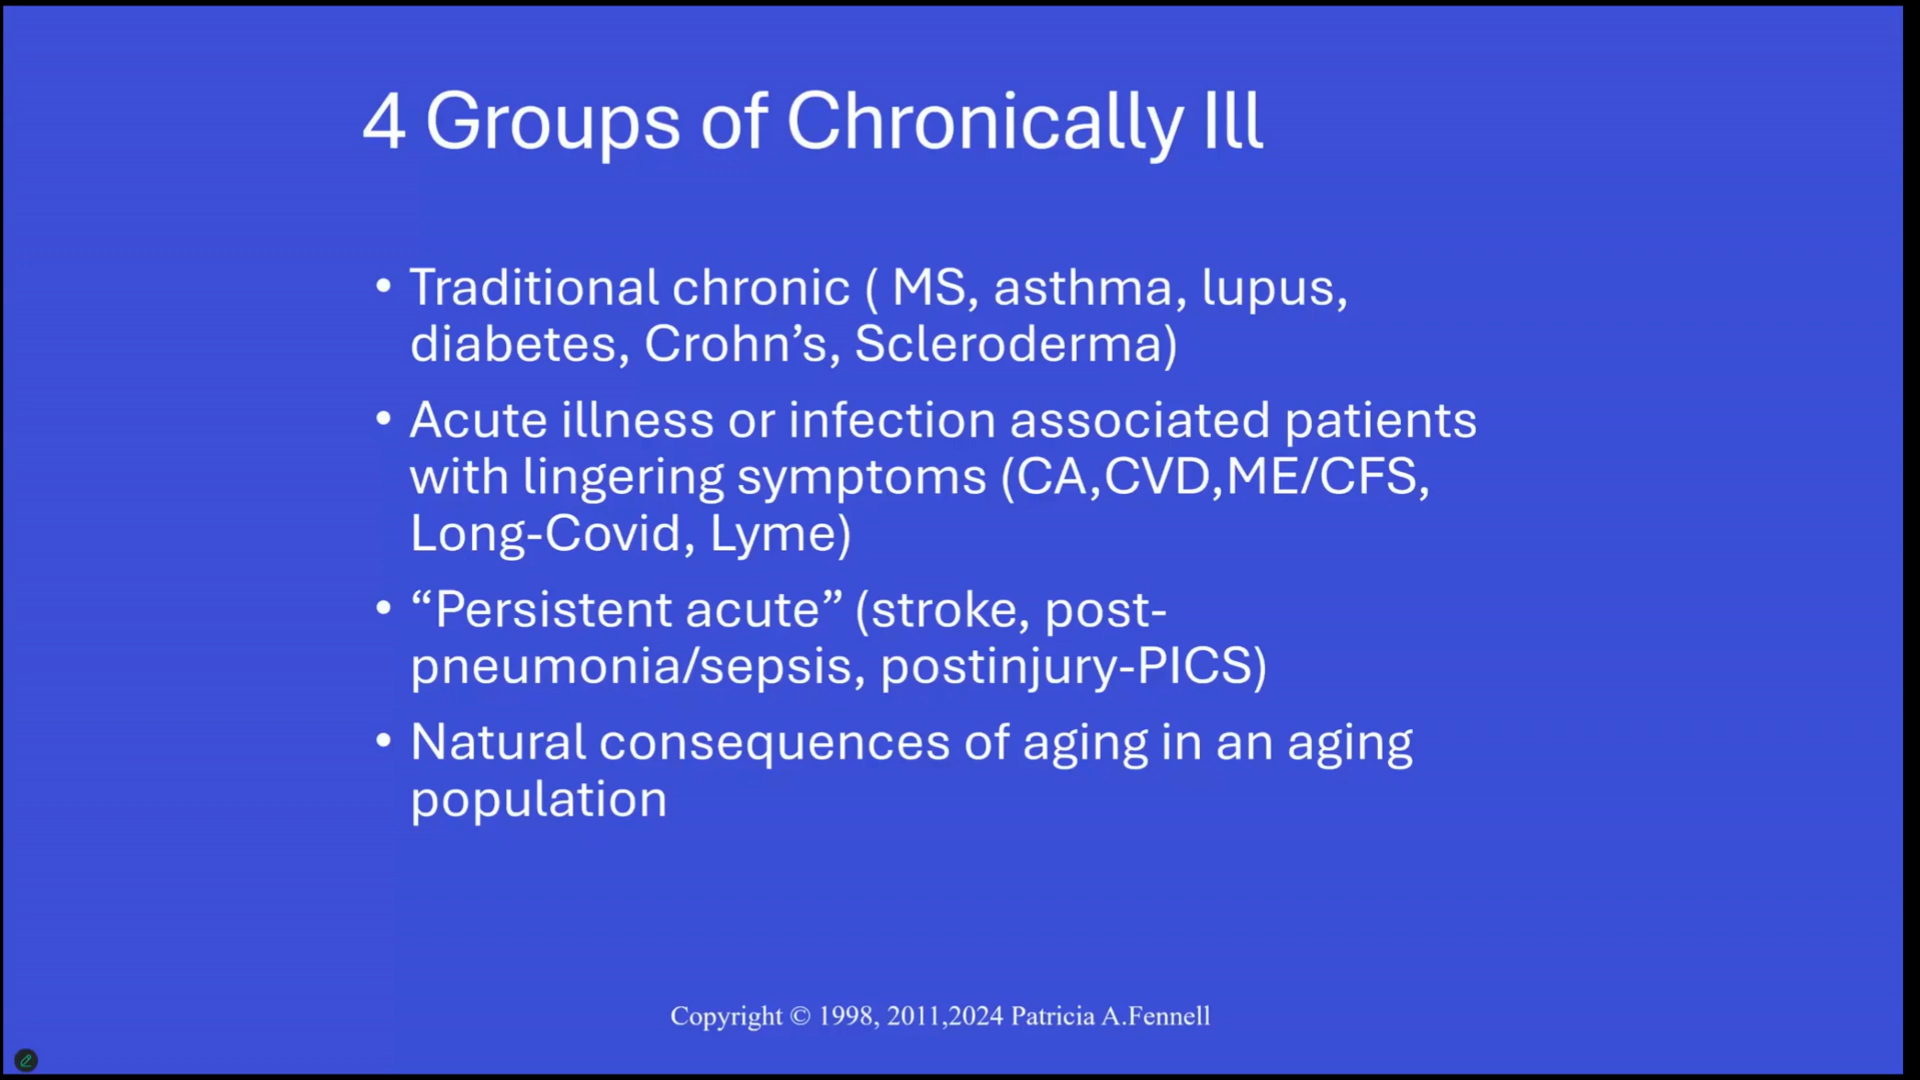 4 Groups of Chronically Ill
• Traditional chronic ( MS, asthma, lupus,
diabetes, Crohn’s, Scleroderma)
• Acute illness or infection associated patients
with lingering symptoms (CA,CVD,ME/CFS,
Long-Covid, Lyme)
• “Persistent acute” (stroke, post-
pneumonia/sepsis, postinjury-PICS)
• Natural consequences of aging in an aging
population
Copyright © 1998, 2011,2024 Patricia A.Fennell